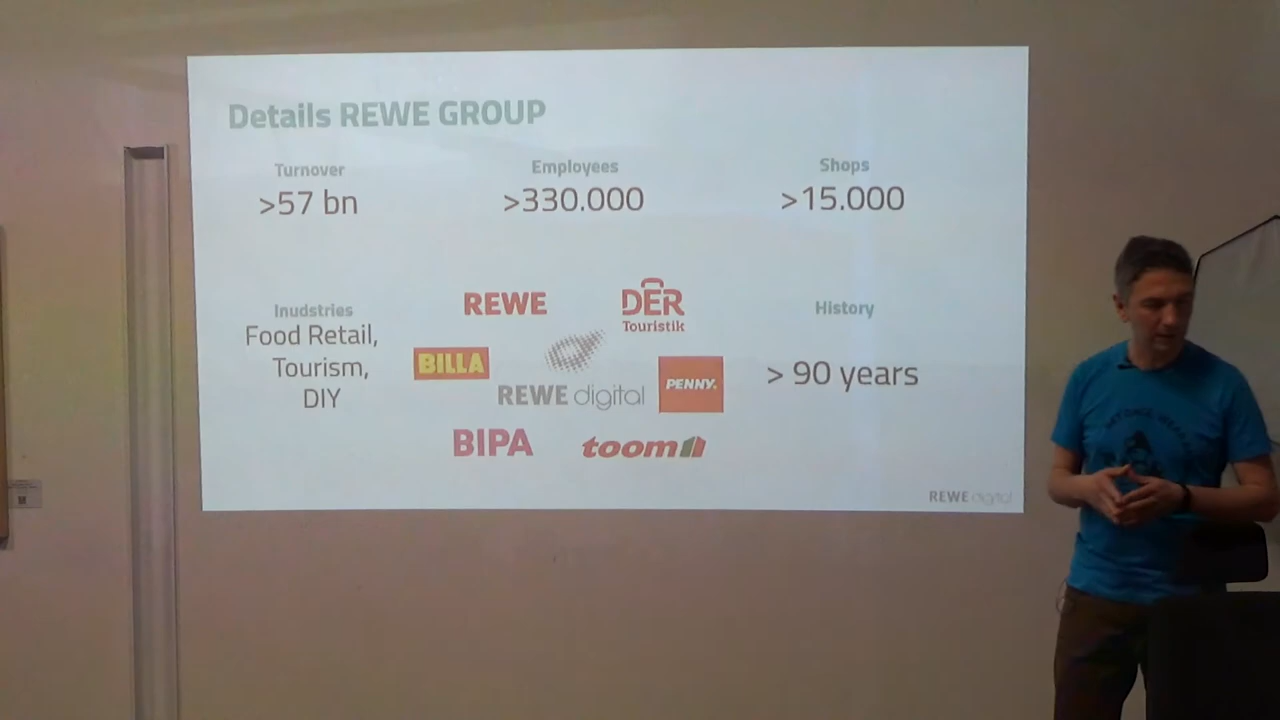 Details REWE GROUP
Turnover
>57 bn
Employees
>330.000
Shops
>15.000
Inudstries
Food Retail,
Tourism,
DIY
REWE
DER
Touristik
BILLA
REWE digital
PENNY.
BIPA
toom
History
> 90 years
REWE digital